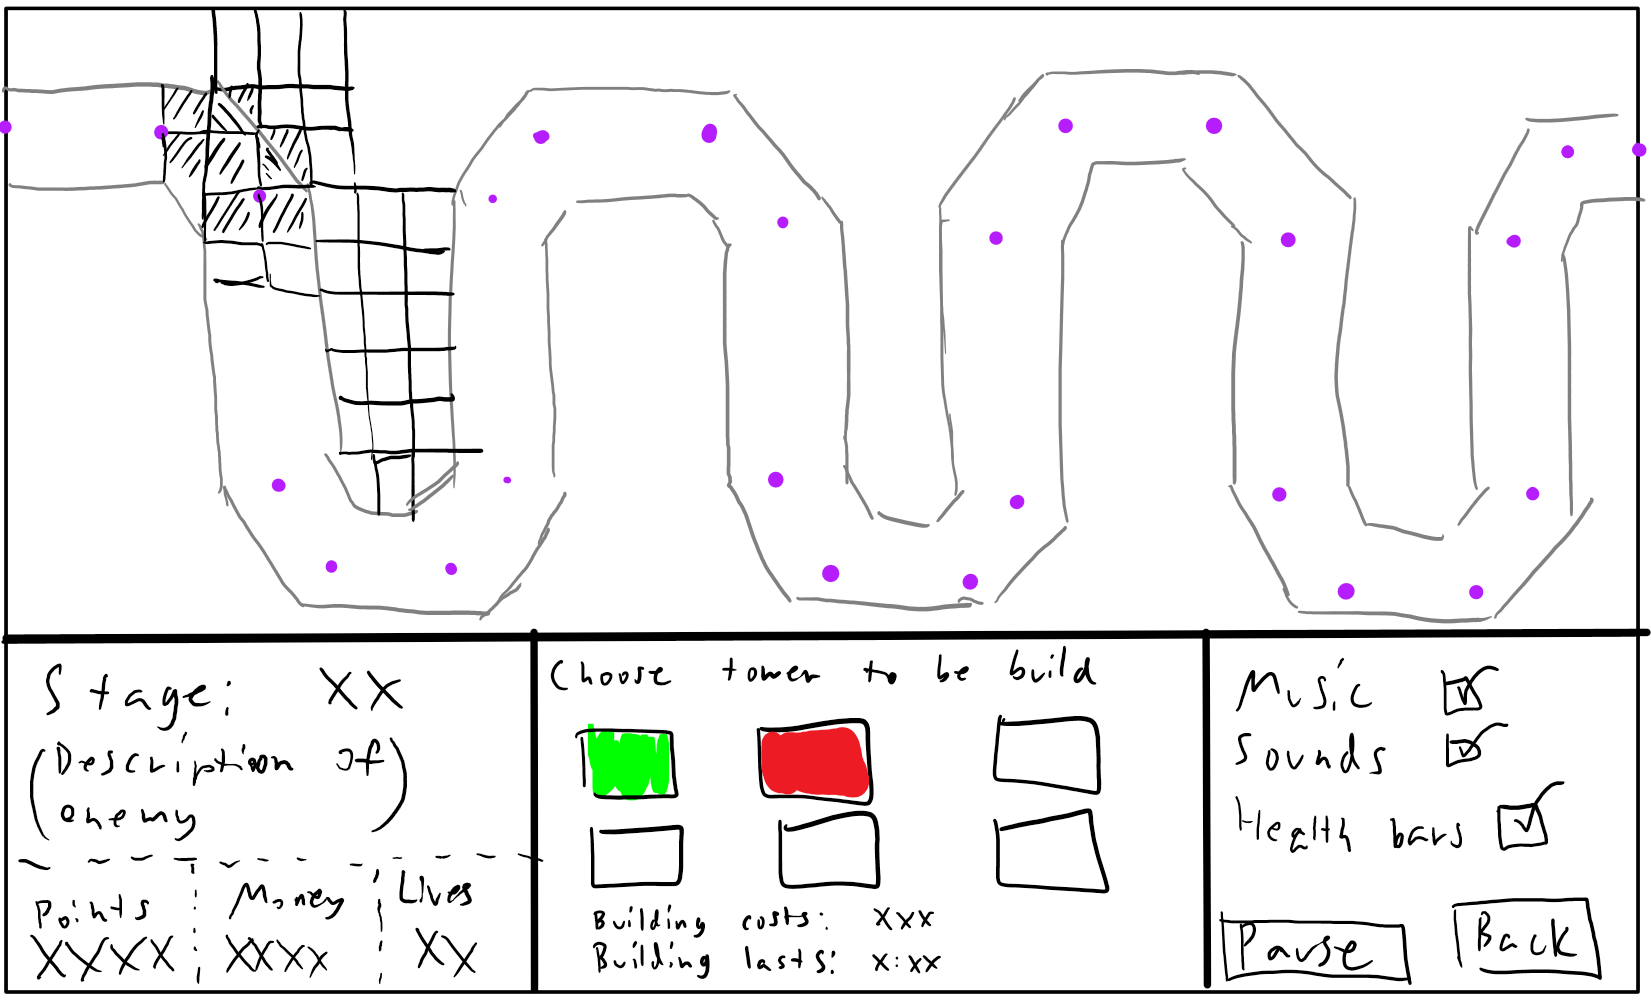 Stage: XX
(Description of
enemy)
Points Money Lives
XXXX XXXX XX
Choose tower to be build
Building costs: XXX
Building lasts: X:XX
Music
Sounds
Health bars
Pause Back